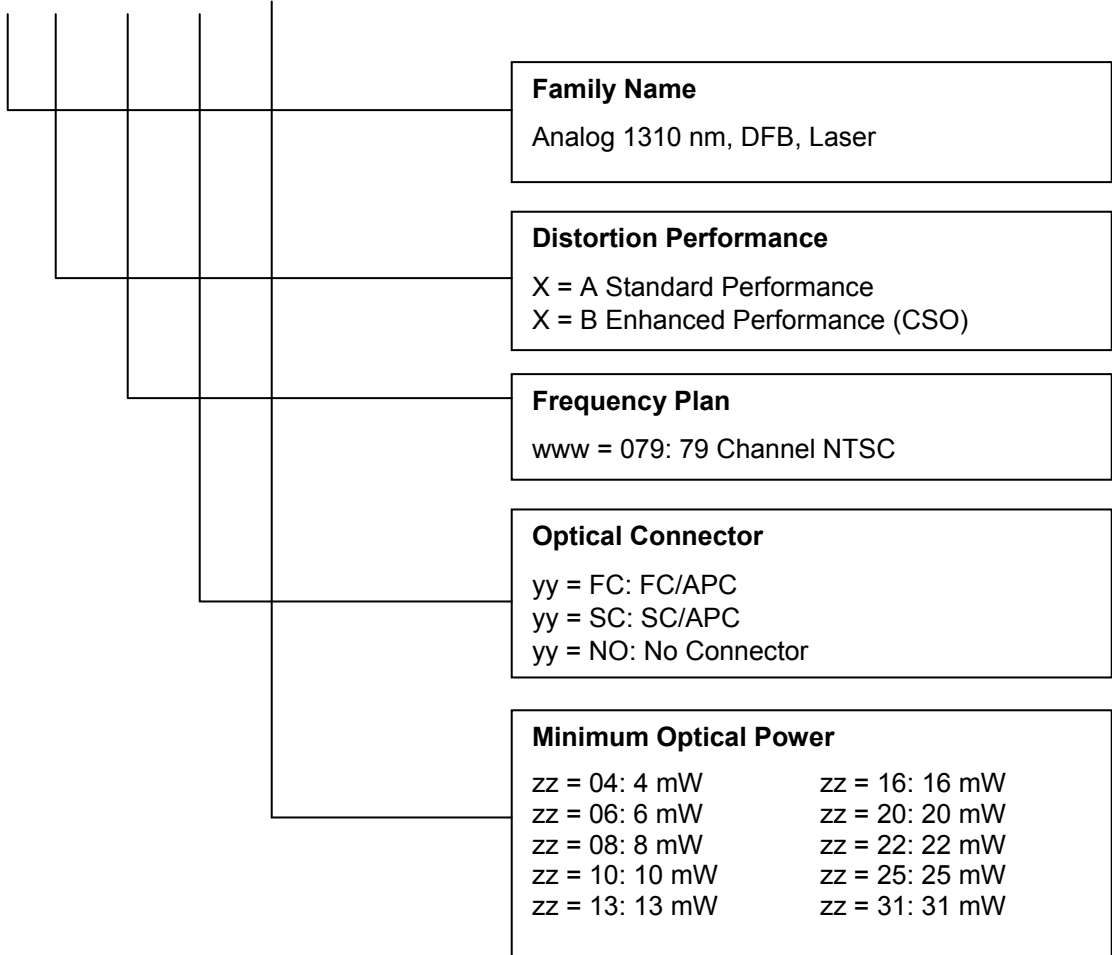 Family Name
Analog 1310 nm, DFB, Laser
Distortion Performance
X = A Standard Performance
X = B Enhanced Performance (CSO)
Frequency Plan
www = 079: 79 Channel NTSC
Optical Connector
yy = FC: FC/APC
yy = SC: SC/APC
yy = NO: No Connector
Minimum Optical Power
zz = 04: 4 mW zz = 16: 16 mW
zz = 06: 6 mW zz = 20: 20 mW
zz = 08: 8 mW zz = 22: 22 mW
zz = 10: 10 mW zz = 25: 25 mW
zz = 13: 13 mW zz = 31: 31 mW